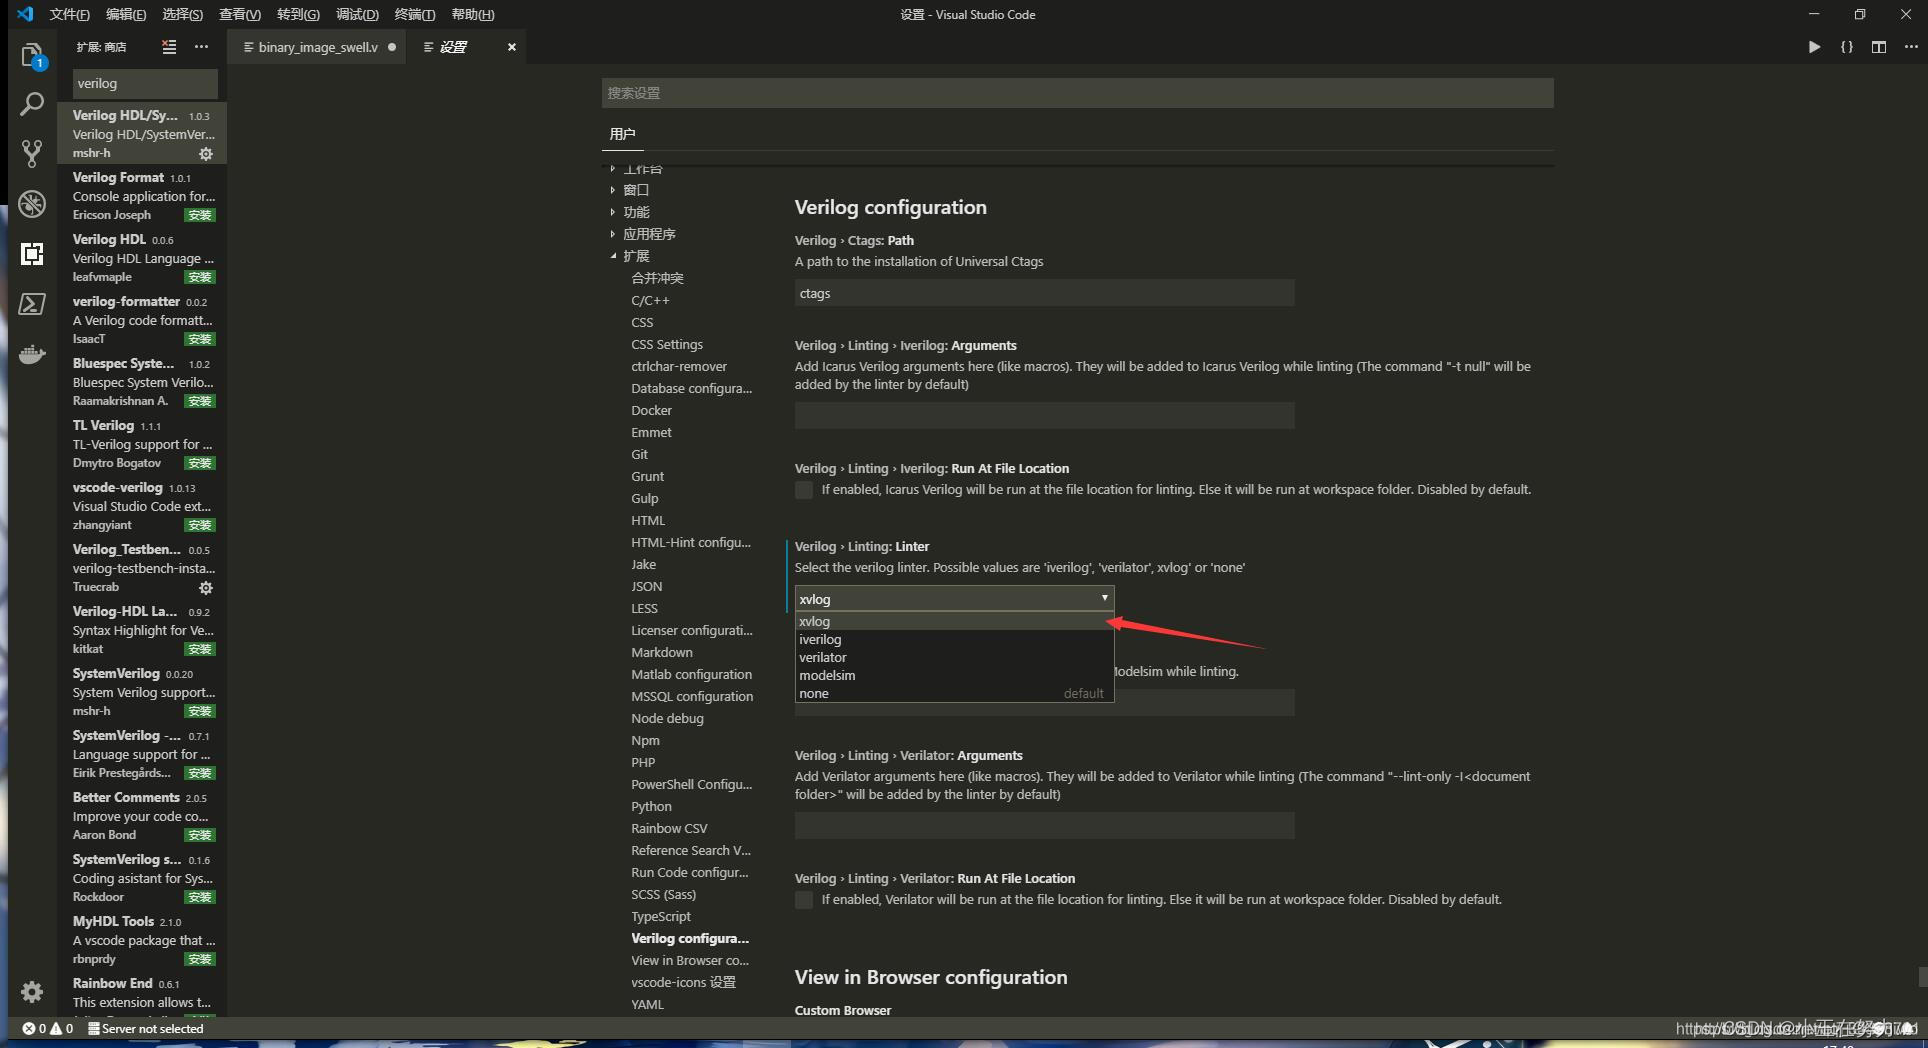 文件(F) 编辑(E) 选择(S) 查看(V) 转到(G) 调试(D) 终端(T) 帮助(H)
设置 - Visual Studio Code
扩展: 商店
binary_image_swell.v
设置
1
verilog
Verilog HDL/Sy... 1.0.3
Verilog HDL/SystemVer...
mshr-h
Verilog Format 1.0.1
Console application for...
Ericson Joseph 安装
Verilog HDL 0.0.6
Verilog HDL Language ...
leafvmaple 安装
verilog-formatter 0.0.2
A Verilog code formatt...
IsaacT 安装
Bluespec Syste... 1.0.2
Bluespec System Verilo...
Raamakrishnan A. 安装
TL Verilog 1.1.1
TL-Verilog support for ...
Dmytro Bogatov 安装
vscode-verilog 1.0.13
Visual Studio Code ext...
zhangyiant 安装
Verilog_Testben... 0.0.5
verilog-testbench-insta...
Truecrab
Verilog-HDL La... 0.9.2
Syntax Highlight for Ve...
kitkat 安装
SystemVerilog 0.0.20
System Verilog support...
mshr-h 安装
SystemVerilog -... 0.7.1
Language support for ...
Eirik Prestegårds... 安装
Better Comments 2.0.5
Improve your code co...
Aaron Bond 安装
SystemVerilog s... 0.1.6
Coding asistant for Sys...
Rockdoor 安装
MyHDL Tools 2.1.0
A vscode package that ...
rbnprdy 安装
Rainbow End 0.6.1
This extension allows t...
搜索设置
用户
工作台
窗口
功能
应用程序
扩展
合并冲突
C/C++
CSS
CSS Settings
ctrlchar-remover
Database configura...
Docker
Emmet
Git
Grunt
Gulp
HTML
HTML-Hint configu...
Jake
JSON
LESS
Licenser configurati...
Markdown
Matlab configuration
MSSQL configuration
Node debug
Npm
PHP
PowerShell Configu...
Python
Rainbow CSV
Reference Search V...
Run Code configur...
SCSS (Sass)
TypeScript
Verilog configura...
View in Browser co...
vscode-icons 设置
YAML
Verilog configuration
Verilog › Ctags: Path
A path to the installation of Universal Ctags
ctags
Verilog › Linting › Iverilog: Arguments
Add Icarus Verilog arguments here (like macros). They will be added to Icarus Verilog while linting (The command "-t null" will be
added by the linter by default)
Verilog › Linting › Iverilog: Run At File Location
If enabled, Icarus Verilog will be run at the file location for linting. Else it will be run at workspace folder. Disabled by default.
Verilog › Linting: Linter
Select the verilog linter. Possible values are 'iverilog', 'verilator', xvlog' or 'none'
xvlog
xvlog
iverilog
verilator
modelsim
none default
Modelsim while linting.
Verilog › Linting › Verilator: Arguments
Add Verilator arguments here (like macros). They will be added to Verilator while linting (The command "--lint-only -I<document
folder>" will be added by the linter by default)
Verilog › Linting › Verilator: Run At File Location
If enabled, Verilator will be run at the file location for linting. Else it will be run at workspace folder. Disabled by default.
View in Browser configuration
Custom Browser
0 0 Server not selected